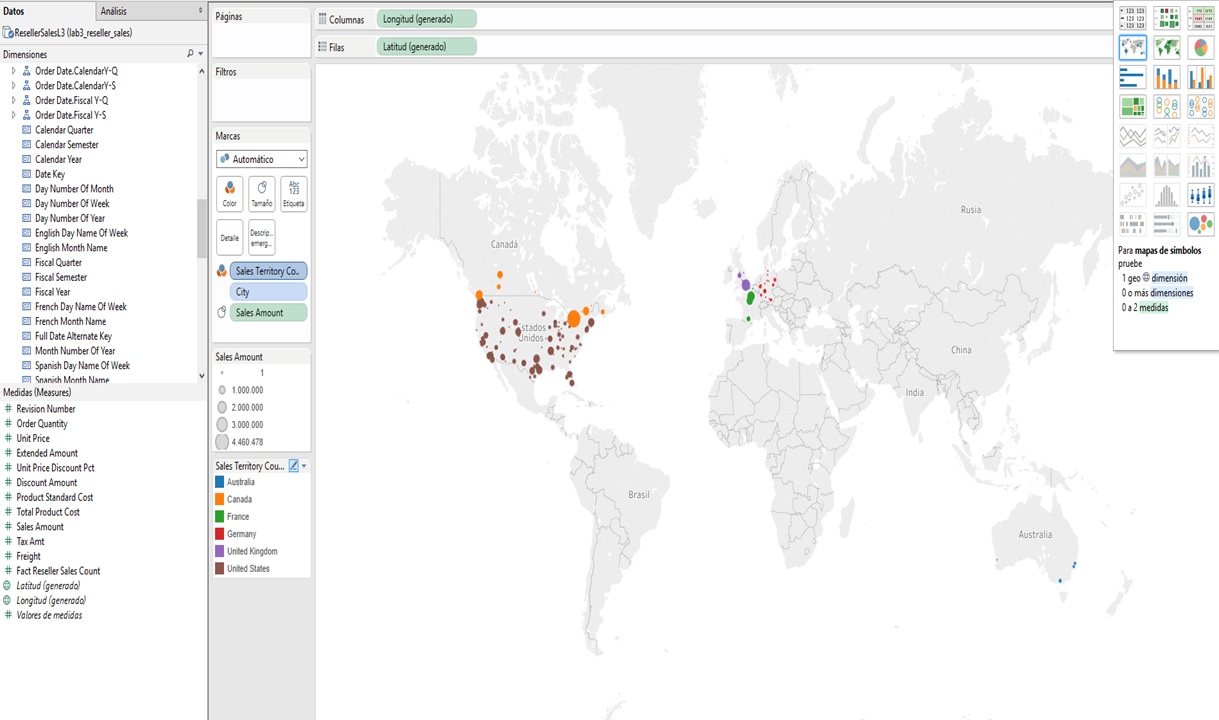 Datos
Análisis
ResellerSalesL3 (lab3_reseller_sales)
Dimensiones
Order Date.CalendarY-Q
Order Date.CalendarY-S
Order Date.Fiscal Y-Q
Order Date.Fiscal Y-S
Calendar Quarter
Calendar Semester
Calendar Year
Date Key
Day Number Of Month
Day Number Of Week
Day Number Of Year
English Day Name Of Week
English Month Name
Fiscal Quarter
Fiscal Semester
Fiscal Year
French Day Name Of Week
French Month Name
Full Date Alternate Key
Month Number Of Year
Spanish Day Name Of Week
Spanish Month Name
Medidas (Measures)
Revision Number
Order Quantity
Unit Price
Extended Amount
Unit Price Discount Pct
Discount Amount
Product Standard Cost
Total Product Cost
Sales Amount
Tax Amt
Freight
Fact Reseller Sales Count
Latitud (generado)
Longitud (generado)
Valores de medidas
Páginas
Filtros
Marcas
Automático
Color
Tamaño
Abc
123
Etiqueta
Detalle
Descrip...
emerg...
Sales Territory Co..
City
Sales Amount
Sales Amount
1
1.000.000
2.000.000
3.000.000
4.460.478
Sales Territory Cou...
Australia
Canada
France
Germany
United Kingdom
United States
Columnas
Longitud (generado)
Filas
Latitud (generado)
Canadá
Estados
Unidos
Brasil
Rusia
China
India
Australia
Para mapas de símbolos
pruebe
1 geo dimensión
0 o más dimensiones
0 a 2 medidas